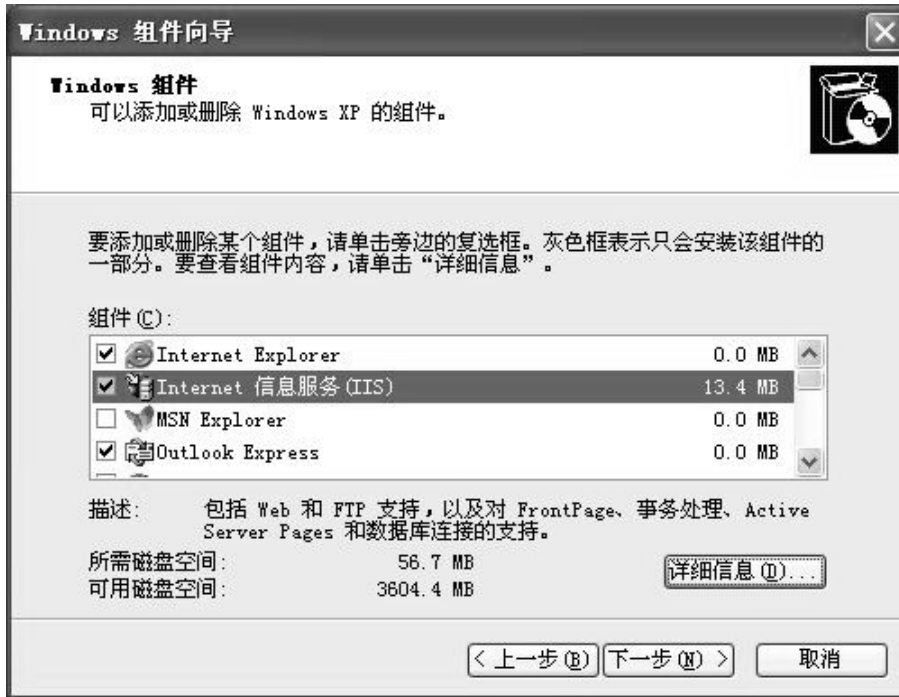 Windows 组件向导
Windows 组件
可以添加或删除 Windows XP 的组件。
要添加或删除某个组件，请单击旁边的复选框。灰色框表示只会安装该组件的
一部分。要查看组件内容，请单击“详细信息”。
组件(C):
Internet Explorer 0.0 MB
Internet 信息服务(IIS) 13.4 MB
MSN Explorer 0.0 MB
Outlook Express 0.0 MB
描述: 包括 Web 和 FTP 支持，以及对 FrontPage、事务处理、Active
Server Pages 和数据库连接的支持。
所需磁盘空间: 56.7 MB
可用磁盘空间: 3604.4 MB
详细信息(D)...
< 上一步(B) 下一步(N) > 取消